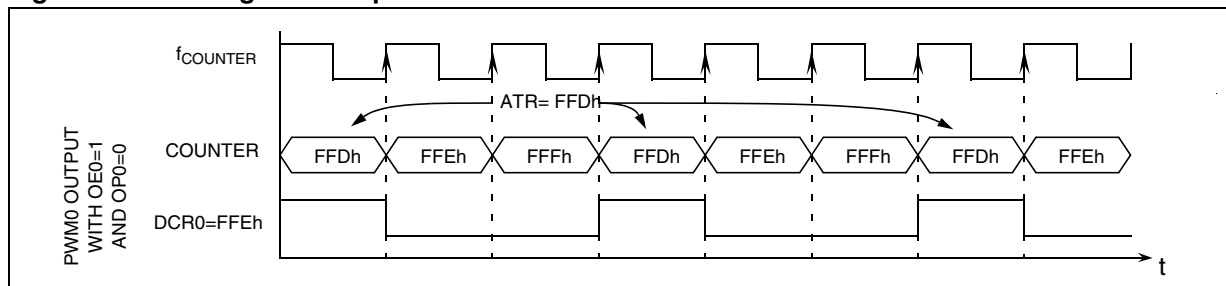 fCOUNTER
ATR= FFDh
COUNTER
FFDh FFEh FFFh FFDh FFEh FFFh FFDh FFEh
PWM0 OUTPUT
WITH OE0=1
AND OP0=0
DCR0=FFEh
t